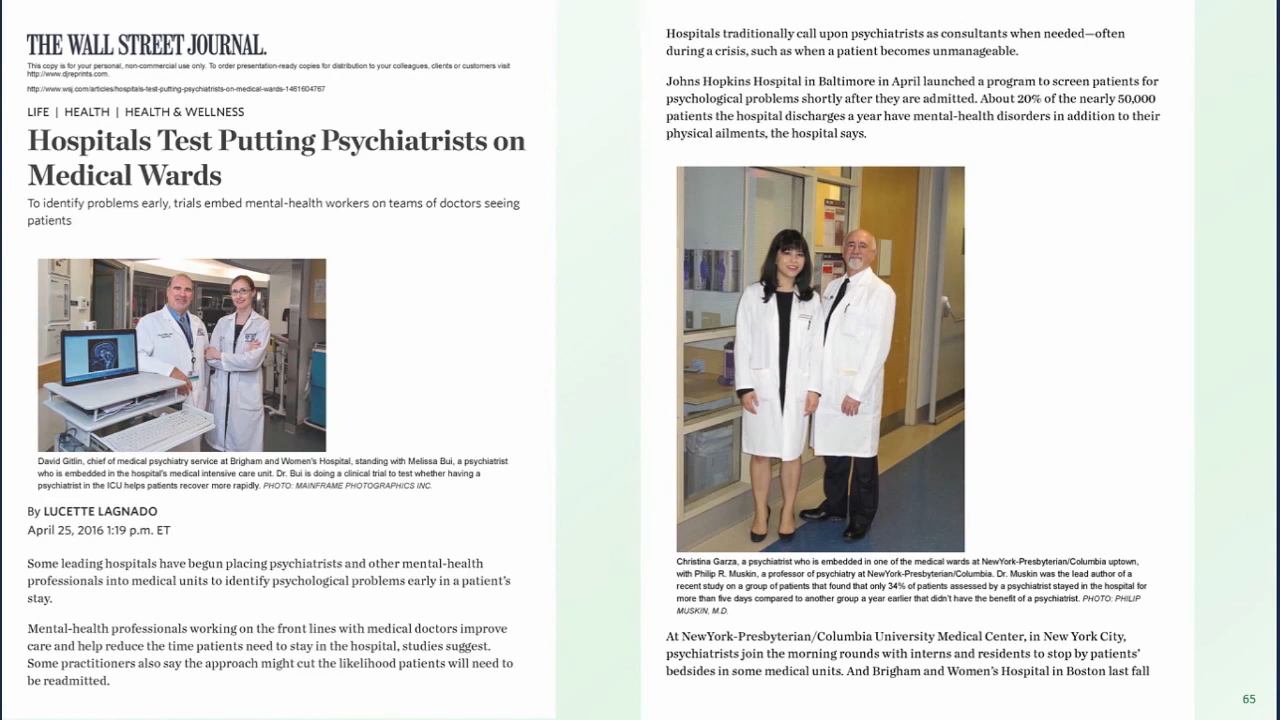 THE WALL STREET JOURNAL.
This copy is for your personal, non-commercial use only. To order presentation-ready copies for distribution to your colleagues, clients or customers visit
http://www.djreprints.com.
http://www.wsj.com/articles/hospitals-test-putting-psychiatrists-on-medical-wards-1461604767
LIFE | HEALTH | HEALTH & WELLNESS
Hospitals Test Putting Psychiatrists on
Medical Wards
To identify problems early, trials embed mental-health workers on teams of doctors seeing
patients
David Gitlin, chief of medical psychiatry service at Brigham and Women's Hospital, standing with Melissa Bui, a psychiatrist
who is embedded in the hospital's medical intensive care unit. Dr. Bui is doing a clinical trial to test whether having a
psychiatrist in the ICU helps patients recover more rapidly. PHOTO: MAINFRAME PHOTOGRAPHICS INC.
By LUCETTE LAGNADO
April 25, 2016 1:19 p.m. ET
Some leading hospitals have begun placing psychiatrists and other mental-health
professionals into medical units to identify psychological problems early in a patient's
stay.
Mental-health professionals working on the front lines with medical doctors improve
care and help reduce the time patients need to stay in the hospital, studies suggest.
Some practitioners also say the approach might cut the likelihood patients will need to
be readmitted.
Hospitals traditionally call upon psychiatrists as consultants when needed—often
during a crisis, such as when a patient becomes unmanageable.
Johns Hopkins Hospital in Baltimore in April launched a program to screen patients for
psychological problems shortly after they are admitted. About 20% of the nearly 50,000
patients the hospital discharges a year have mental-health disorders in addition to their
physical ailments, the hospital says.
Christina Garza, a psychiatrist who is embedded in one of the medical wards at NewYork-Presbyterian/Columbia uptown,
with Philip R. Muskin, a professor of psychiatry at NewYork-Presbyterian/Columbia. Dr. Muskin was the lead author of a
recent study on a group of patients that found that only 34% of patients assessed by a psychiatrist stayed in the hospital for
more than five days compared to another group a year earlier that didn't have the benefit of a psychiatrist. PHOTO: PHILIP
MUSKIN, M.D.
At NewYork-Presbyterian/Columbia University Medical Center, in New York City,
psychiatrists join the morning rounds with interns and residents to stop by patients'
bedsides in some medical units. And Brigham and Women's Hospital in Boston last fall
65